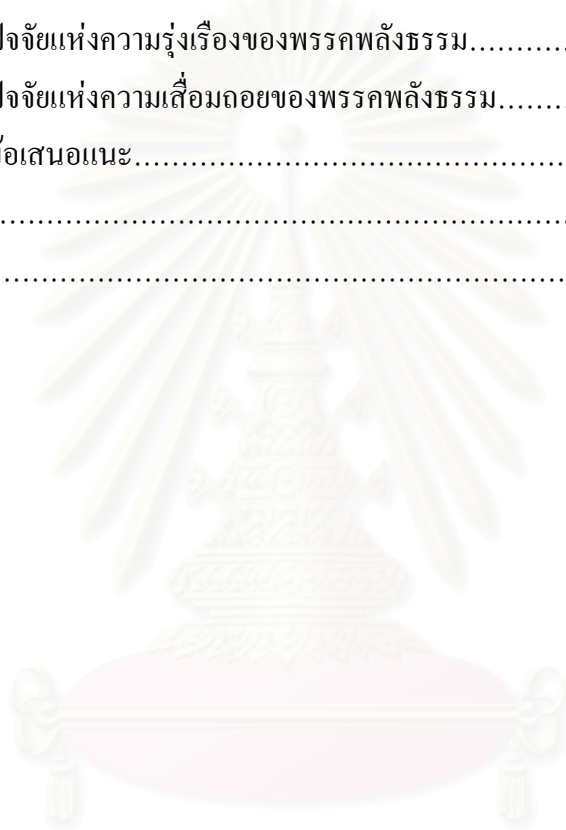 ปัจจัยแห่งความรุ่งเรืองของพรรคพลังธรรม............
ปัจจัยแห่งความเสื่อมถอยของพรรคพลังธรรม.........
ข้อเสนอแนะ..................................................
...............................................................
...............................................................